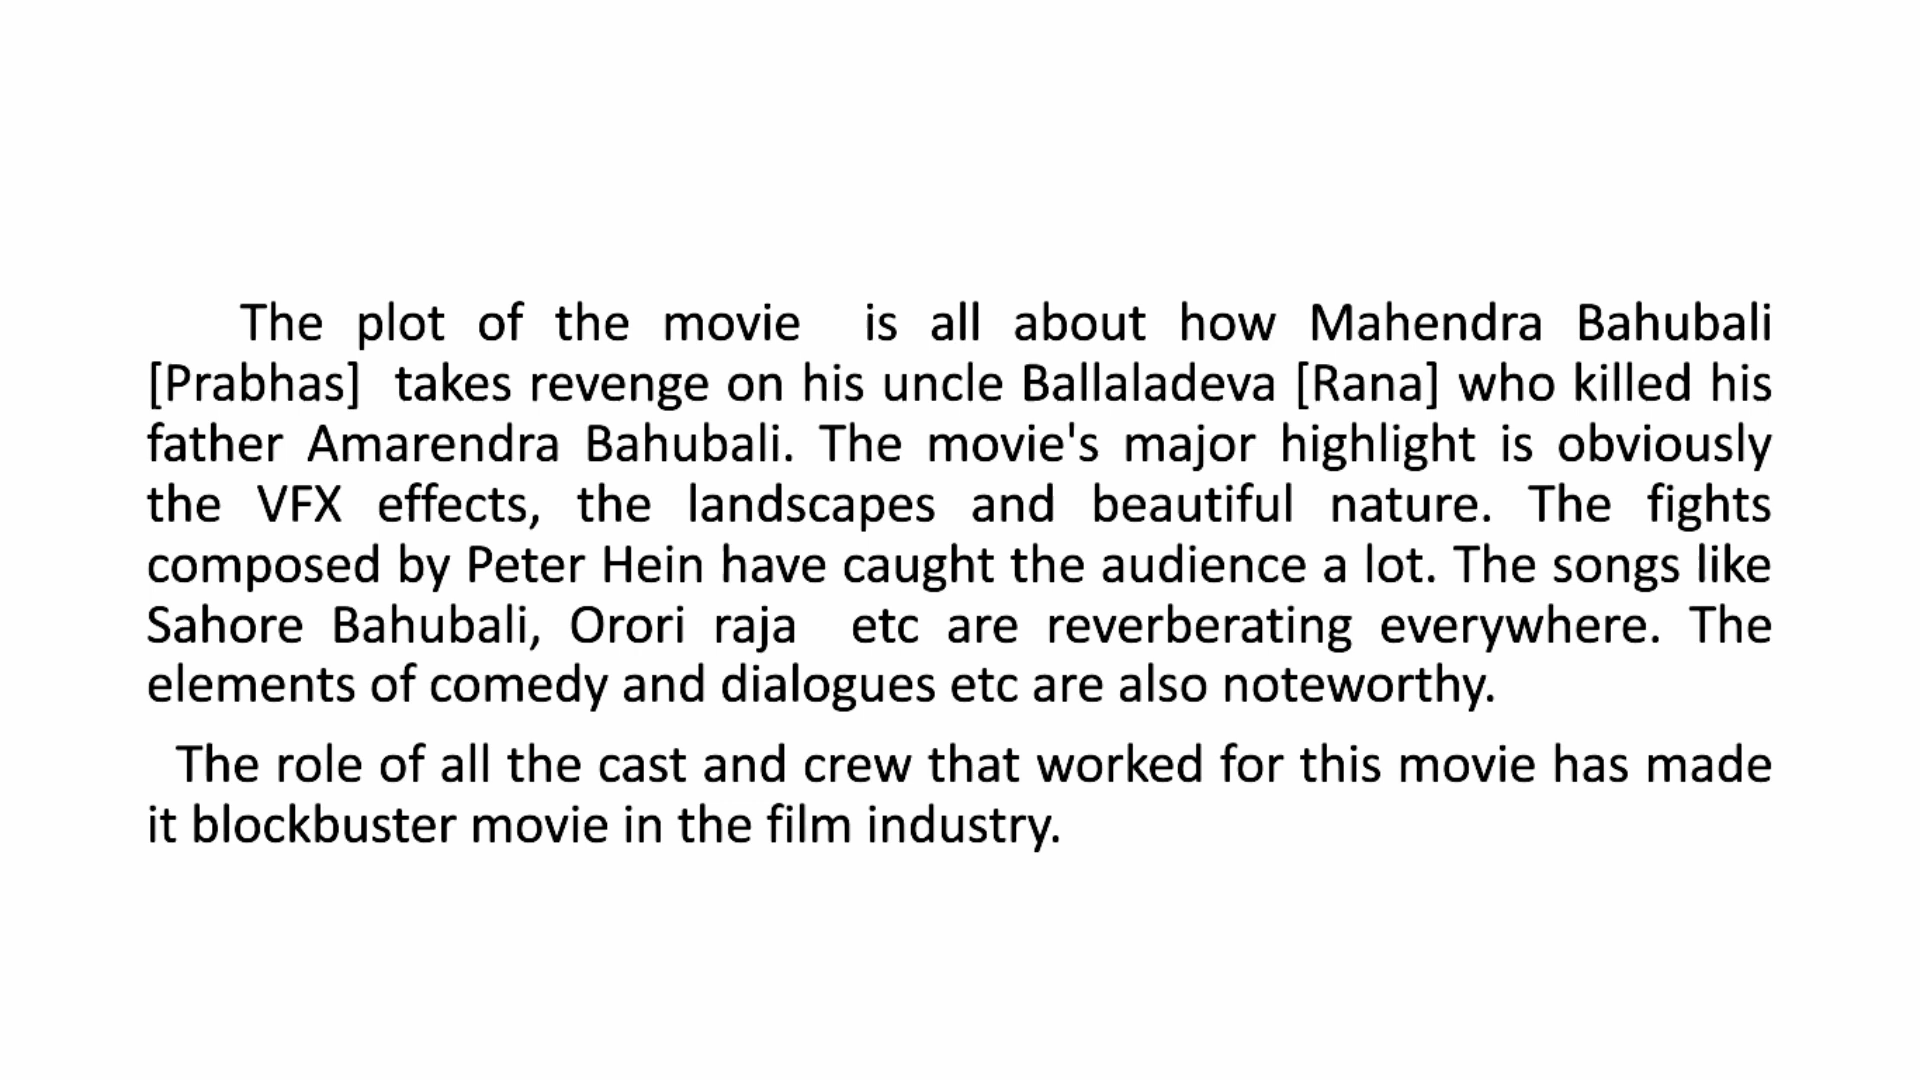 The plot of the movie is all about how Mahendra Bahubali
[Prabhas] takes revenge on his uncle Ballaladeva [Rana] who killed his
father Amarendra Bahubali. The movie's major highlight is obviously
the VFX effects, the landscapes and beautiful nature. The fights
composed by Peter Hein have caught the audience a lot. The songs like
Sahore Bahubali, Orori raja etc are reverberating everywhere. The
elements of comedy and dialogues etc are also noteworthy.
The role of all the cast and crew that worked for this movie has made
it blockbuster movie in the film industry.